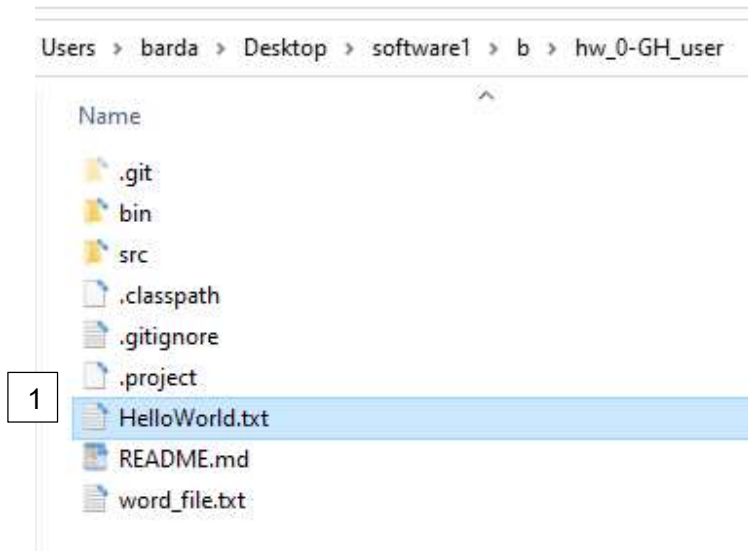 Users > barda > Desktop > software1 > b > hw_0-GH_user
Name
.git
bin
src
.classpath
.gitignore
.project
1
HelloWorld.txt
README.md
word_file.txt